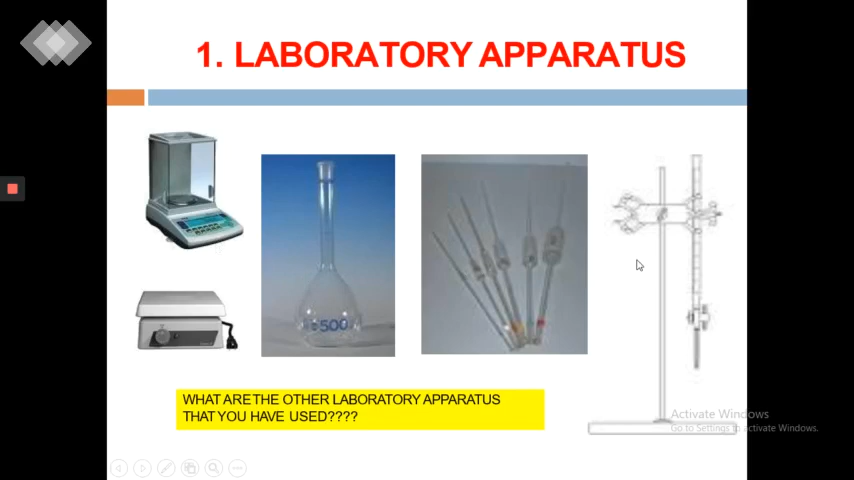 1. LABORATORY APPARATUS
500
WHAT ARE THE OTHER LABORATORY APPARATUS
THAT YOU HAVE USED????
Activate Windows
Go to Settings to activate Windows.